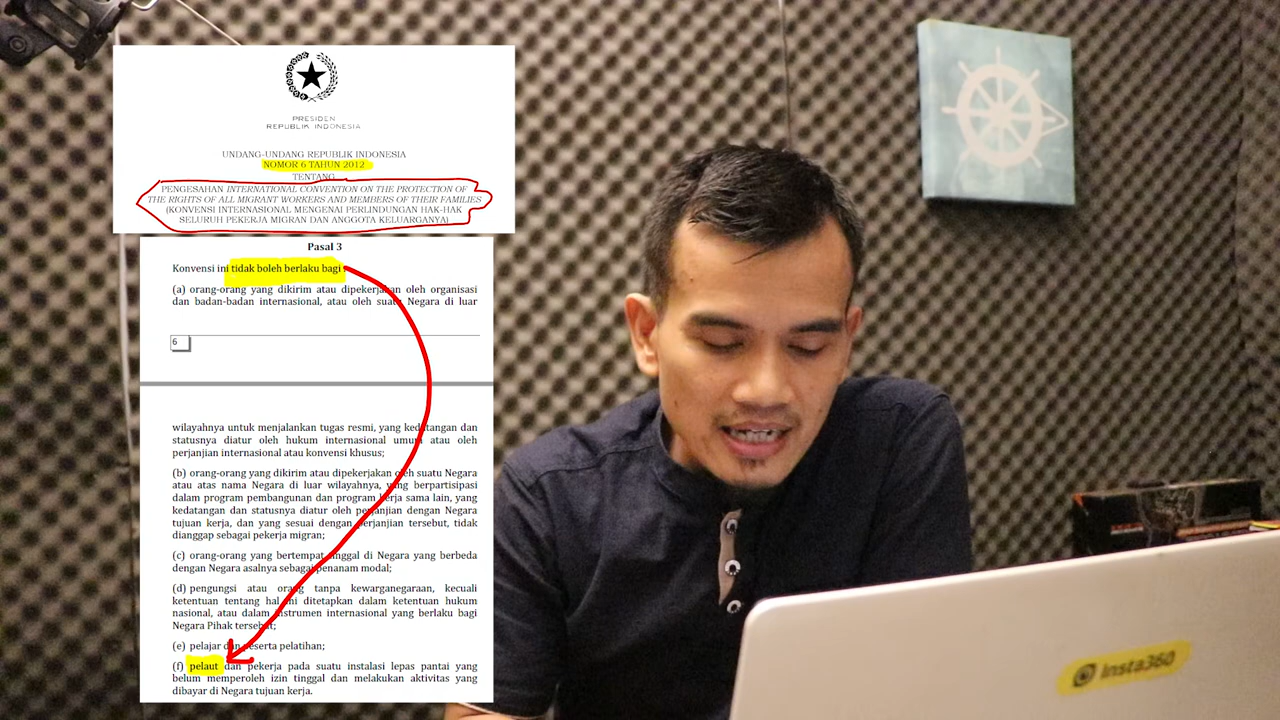 PRESIDEN
REPUBLIK INDONESIA
UNDANG-UNDANG REPUBLIK INDONESIA
NOMOR 6 TAHUN 2012
TENTANG
PENGESAHAN INTERNATIONAL CONVENTION ON THE PROTECTION OF
THE RIGHTS OF ALL MIGRANT WORKERS AND MEMBERS OF THEIR FAMILIES
(KONVENSI INTERNASIONAL MENGENAI PERLINDUNGAN HAK-HAK
SELURUH PEKERJA MIGRAN DAN ANGGOTA KELUARGANYA)
Pasal 3
Konvensi ini tidak boleh berlaku bagi :
(a) orang-orang yang dikirim atau dipekerjakan oleh organisasi
dan badan-badan internasional, atau oleh suatu Negara di luar
6
wilayahnya untuk menjalankan tugas resmi, yang kedatangan dan
statusnya diatur oleh hukum internasional umum atau oleh
perjanjian internasional atau konvensi khusus;
(b) orang-orang yang dikirim atau dipekerjakan oleh suatu Negara
atau atas nama Negara di luar wilayahnya, yang berpartisipasi
dalam program pembangunan dan program kerja sama lain, yang
kedatangan dan statusnya diatur oleh perjanjian dengan Negara
tujuan kerja, dan yang sesuai dengan perjanjian tersebut, tidak
dianggap sebagai pekerja migran;
(c) orang-orang yang bertempat tinggal di Negara yang berbeda
dengan Negara asalnya sebagai penanam modal;
(d) pengungsi atau orang tanpa kewarganegaraan, kecuali
ketentuan tentang hal ini ditetapkan dalam ketentuan hukum
nasional, atau dalam instrumen internasional yang berlaku bagi
Negara Pihak tersebut;
(e) pelajar dan peserta pelatihan;
(f) pelaut dan pekerja pada suatu instalasi lepas pantai yang
belum memperoleh izin tinggal dan melakukan aktivitas yang
dibayar di Negara tujuan kerja.
Insta360